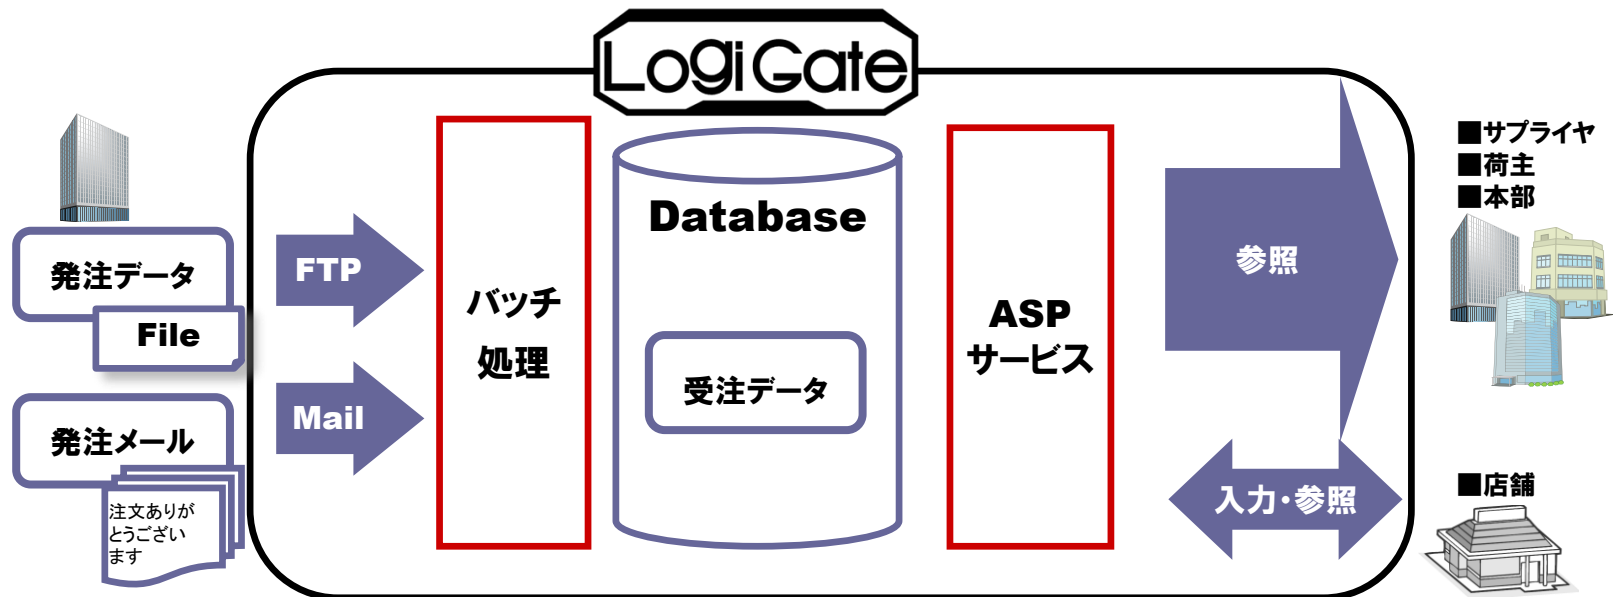 LogiGate
発注データ
File
発注メール
注文ありが
とうござい
ます
FTP
Mail
バッチ
処理
Database
受注データ
ASP
サービス
参照
入力・参照
■サプライヤ
■荷主
■本部
■店舗